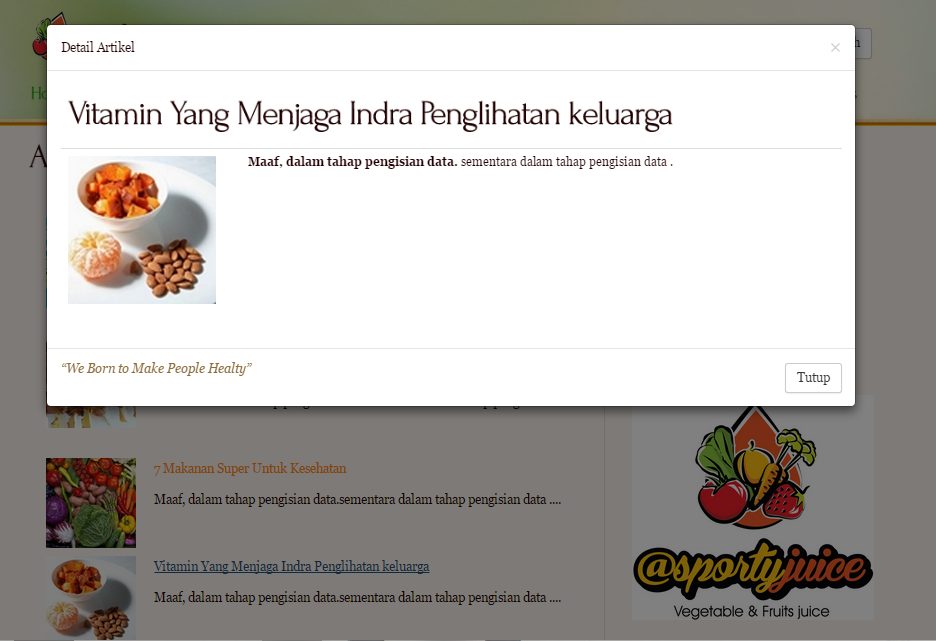 Detail Artikel
×
Vitamin Yang Menjaga Indra Penglihatan keluarga
Maaf, dalam tahap pengisian data. sementara dalam tahap pengisian data .
“We Born to Make People Healty”
Tutup
7 Makanan Super Untuk Kesehatan
Maaf, dalam tahap pengisian data.sementara dalam tahap pengisian data ....
Vitamin Yang Menjaga Indra Penglihatan keluarga
Maaf, dalam tahap pengisian data.sementara dalam tahap pengisian data ....
@sportyjuice
Vegetable & Fruits juice